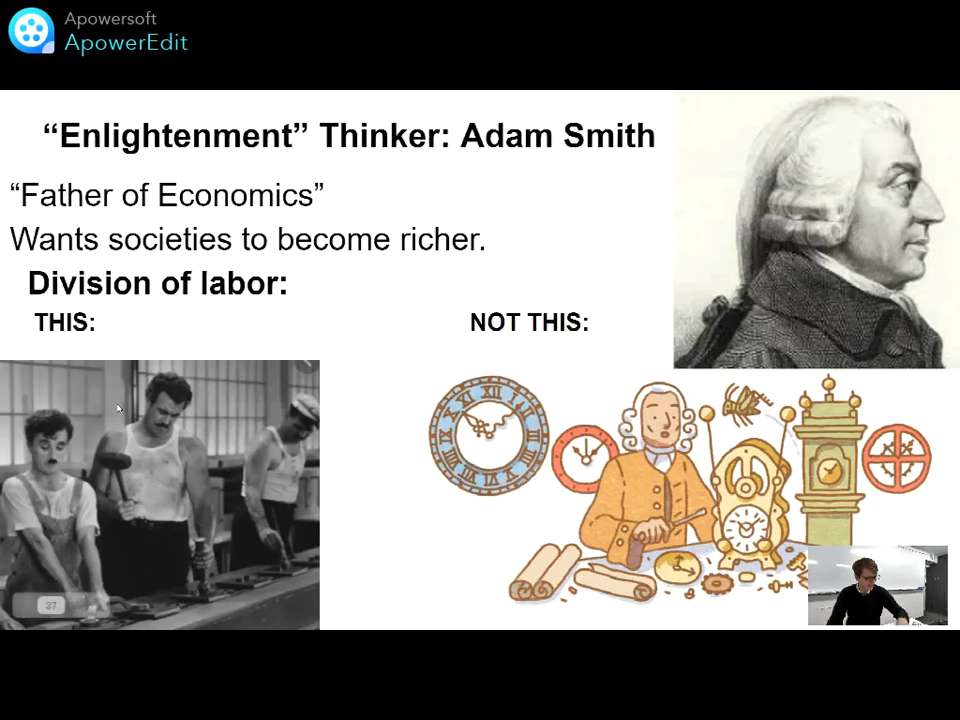 Apowersoft
ApowerEdit
“Enlightenment” Thinker: Adam Smith
“Father of Economics”
Wants societies to become richer.
Division of labor:
THIS:
NOT THIS:
37